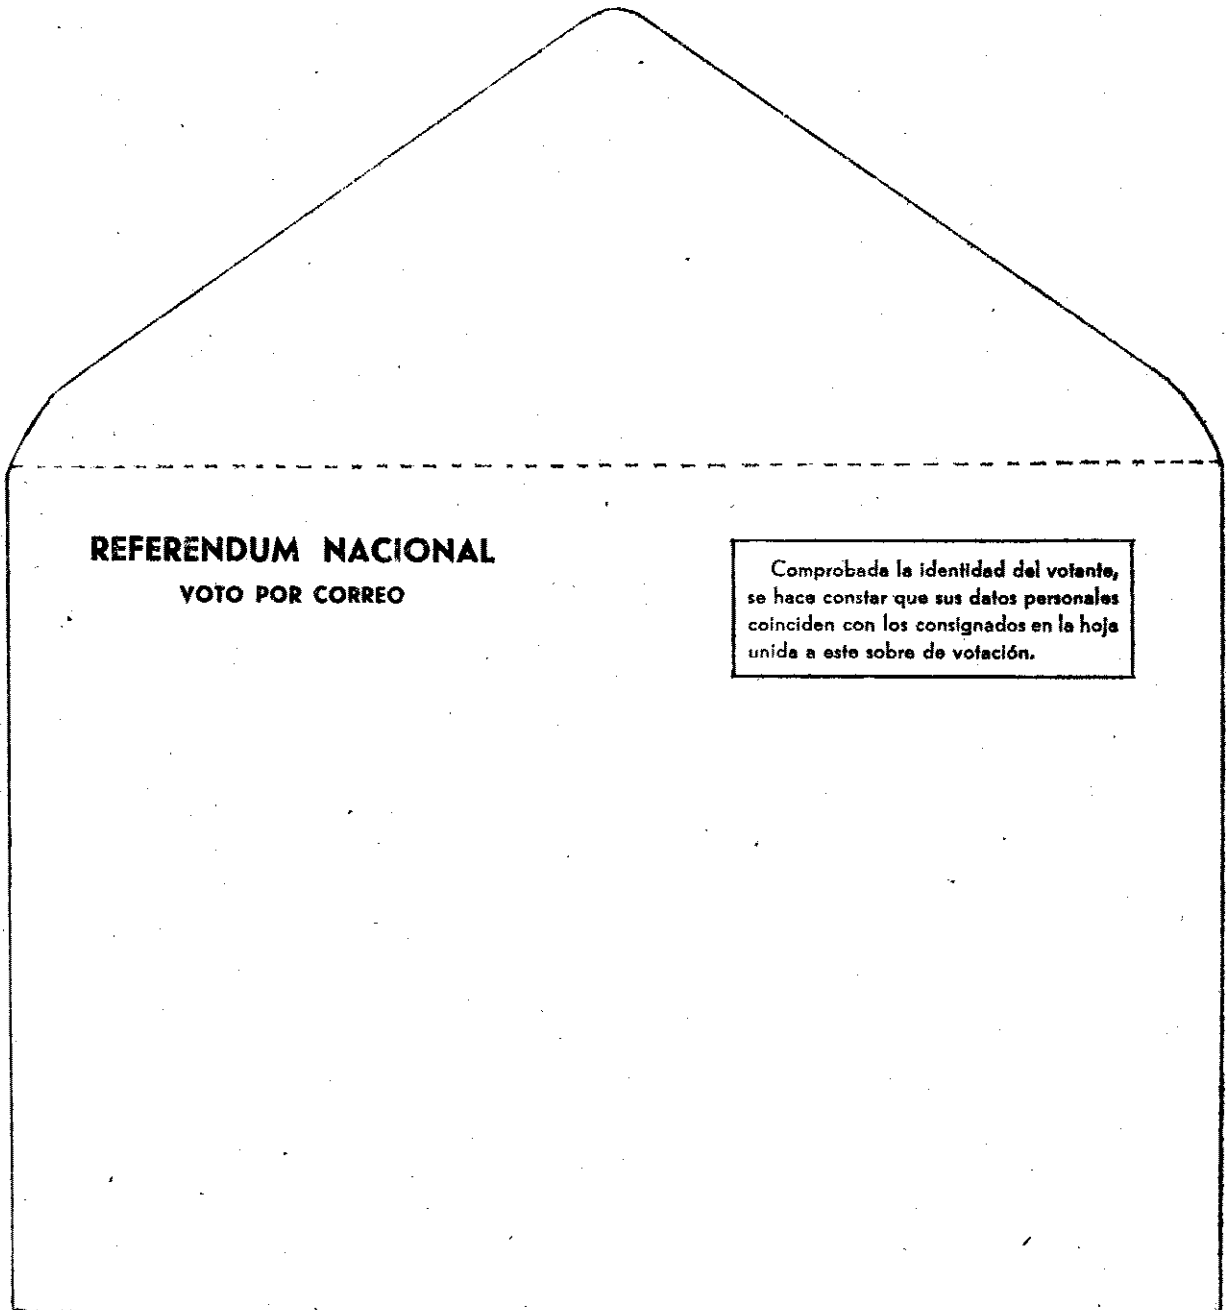 REFERENDUM NACIONAL
VOTO POR CORREO
Comprobada la identidad del votante,
se hace constar que sus datos personales
coinciden con los consignados en la hoja
unida a este sobre de votación.